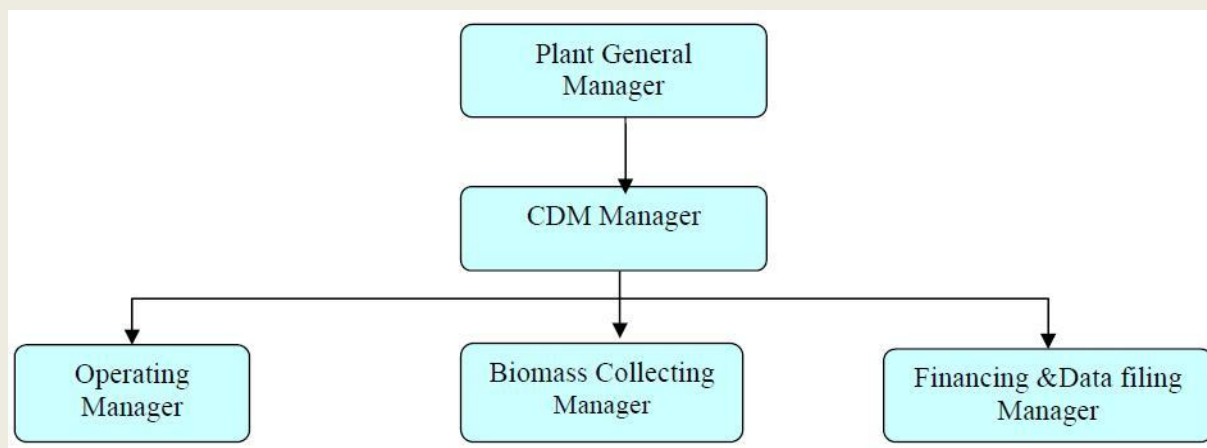 Plant General
Manager
CDM Manager
Operating
Manager
Biomass Collecting
Manager
Financing &Data filing
Manager